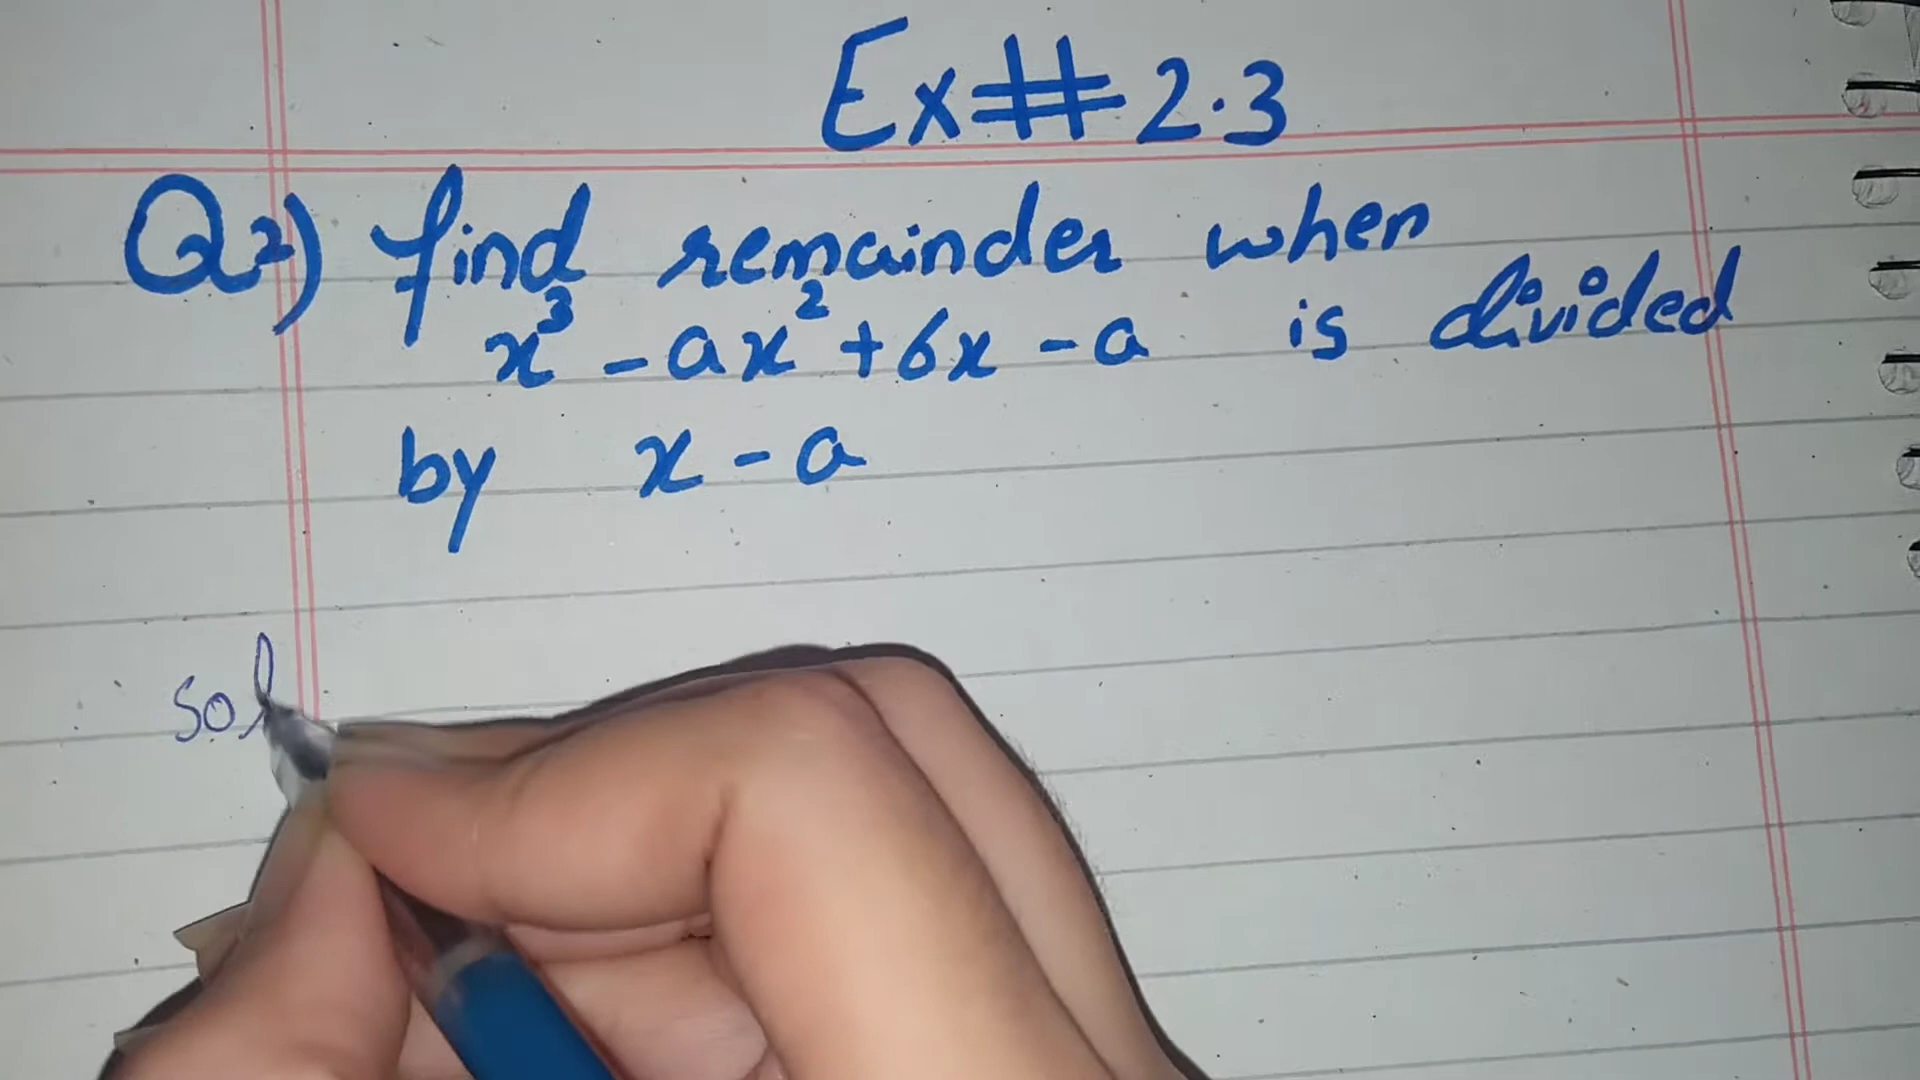 Ex# 2.3
Q2) find remainder when
x³ - ax² + 6x - a is divided
by x - a
Sol